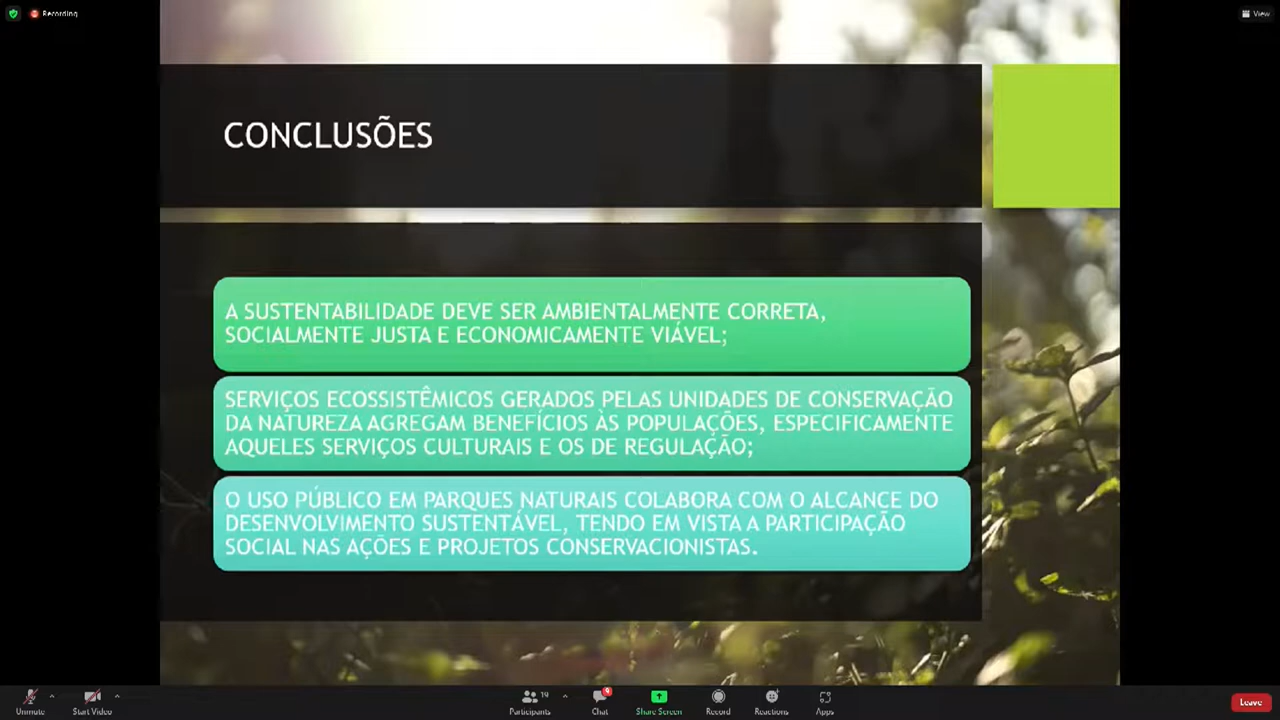 Recording
View
CONCLUSÕES
A SUSTENTABILIDADE DEVE SER AMBIENTALMENTE CORRETA,
SOCIALMENTE JUSTA E ECONOMICAMENTE VIÁVEL;
SERVIÇOS ECOSSISTÊMICOS GERADOS PELAS UNIDADES DE CONSERVAÇÃO
DA NATUREZA AGREGAM BENEFÍCIOS ÀS POPULAÇÕES, ESPECIFICAMENTE
AQUELES SERVIÇOS CULTURAIS E OS DE REGULAÇÃO;
O USO PÚBLICO EM PARQUES NATURAIS COLABORA COM O ALCANCE DO
DESENVOLVIMENTO SUSTENTÁVEL, TENDO EM VISTA A PARTICIPAÇÃO
SOCIAL NAS AÇÕES E PROJETOS CONSERVACIONISTAS.
19
Unmute
Start Video
Participants
Chat
Share Screen
Record
Reactions
Apps
Leave